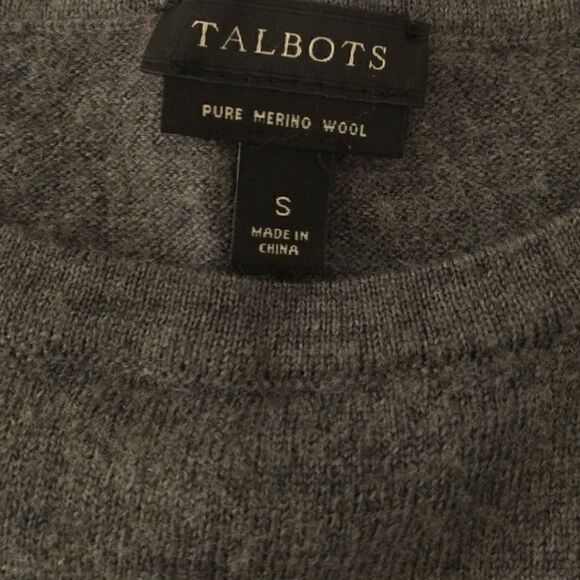 TALBOTS
PURE MERINO WOOL
S
MADE IN
CHINA